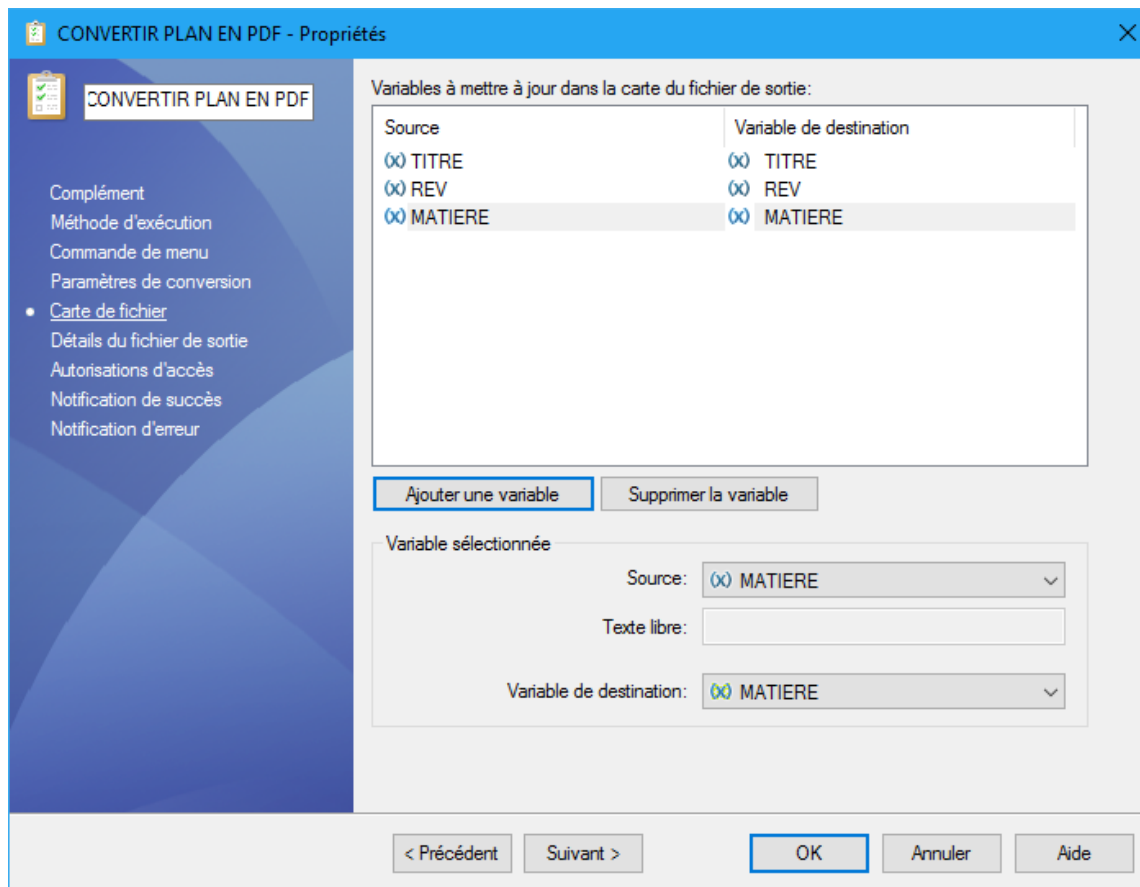 CONVERTIR PLAN EN PDF - Propriétés
CONVERTIR PLAN EN PDF
Complément
Méthode d'exécution
Commande de menu
Paramètres de conversion
Carte de fichier
Détails du fichier de sortie
Autorisations d'accès
Notification de succès
Notification d'erreur
Variables à mettre à jour dans la carte du fichier de sortie:
Source Variable de destination
(x) TITRE (x) TITRE
(x) REV (x) REV
(x) MATIERE (x) MATIERE
Ajouter une variable Supprimer la variable
Variable sélectionnée
Source: (x) MATIERE
Texte libre:
Variable de destination: (x) MATIERE
< Précédent Suivant > OK Annuler Aide